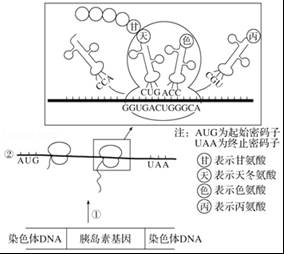 甘
天 色 丙
CCA CUGACC CGU
GGUGACUGGGCA
注：AUG为起始密码子
UAA为终止密码子
甘 表示甘氨酸
天 表示天冬氨酸
色 表示色氨酸
丙 表示丙氨酸
② AUG UAA
①
染色体DNA 胰岛素基因 染色体DNA